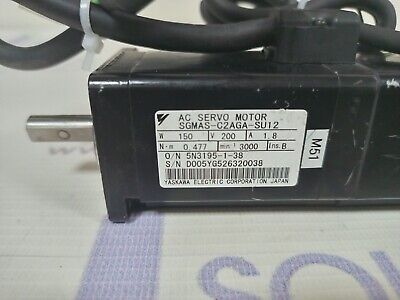 AC SERVO MOTOR
SGMAS-C2AGA-SU12
W 150 V 200 A 1.8
N·m 0.477 min⁻¹ 3000 Ins. B
O/N 5N3195-1-38
S/N D005YG526320038
YASKAWA ELECTRIC CORPORATION JAPAN
M51